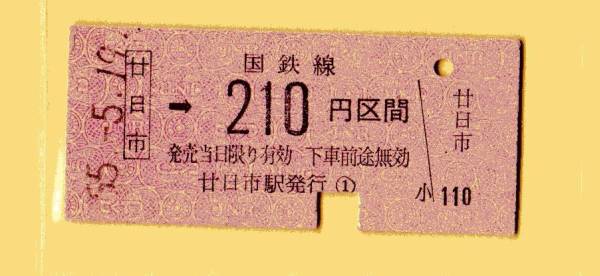 55.-5.19
国鉄線
廿日市 → 210 円区間
発売当日限り有効 下車前途無効
廿日市駅発行 ①
廿日市
小 110